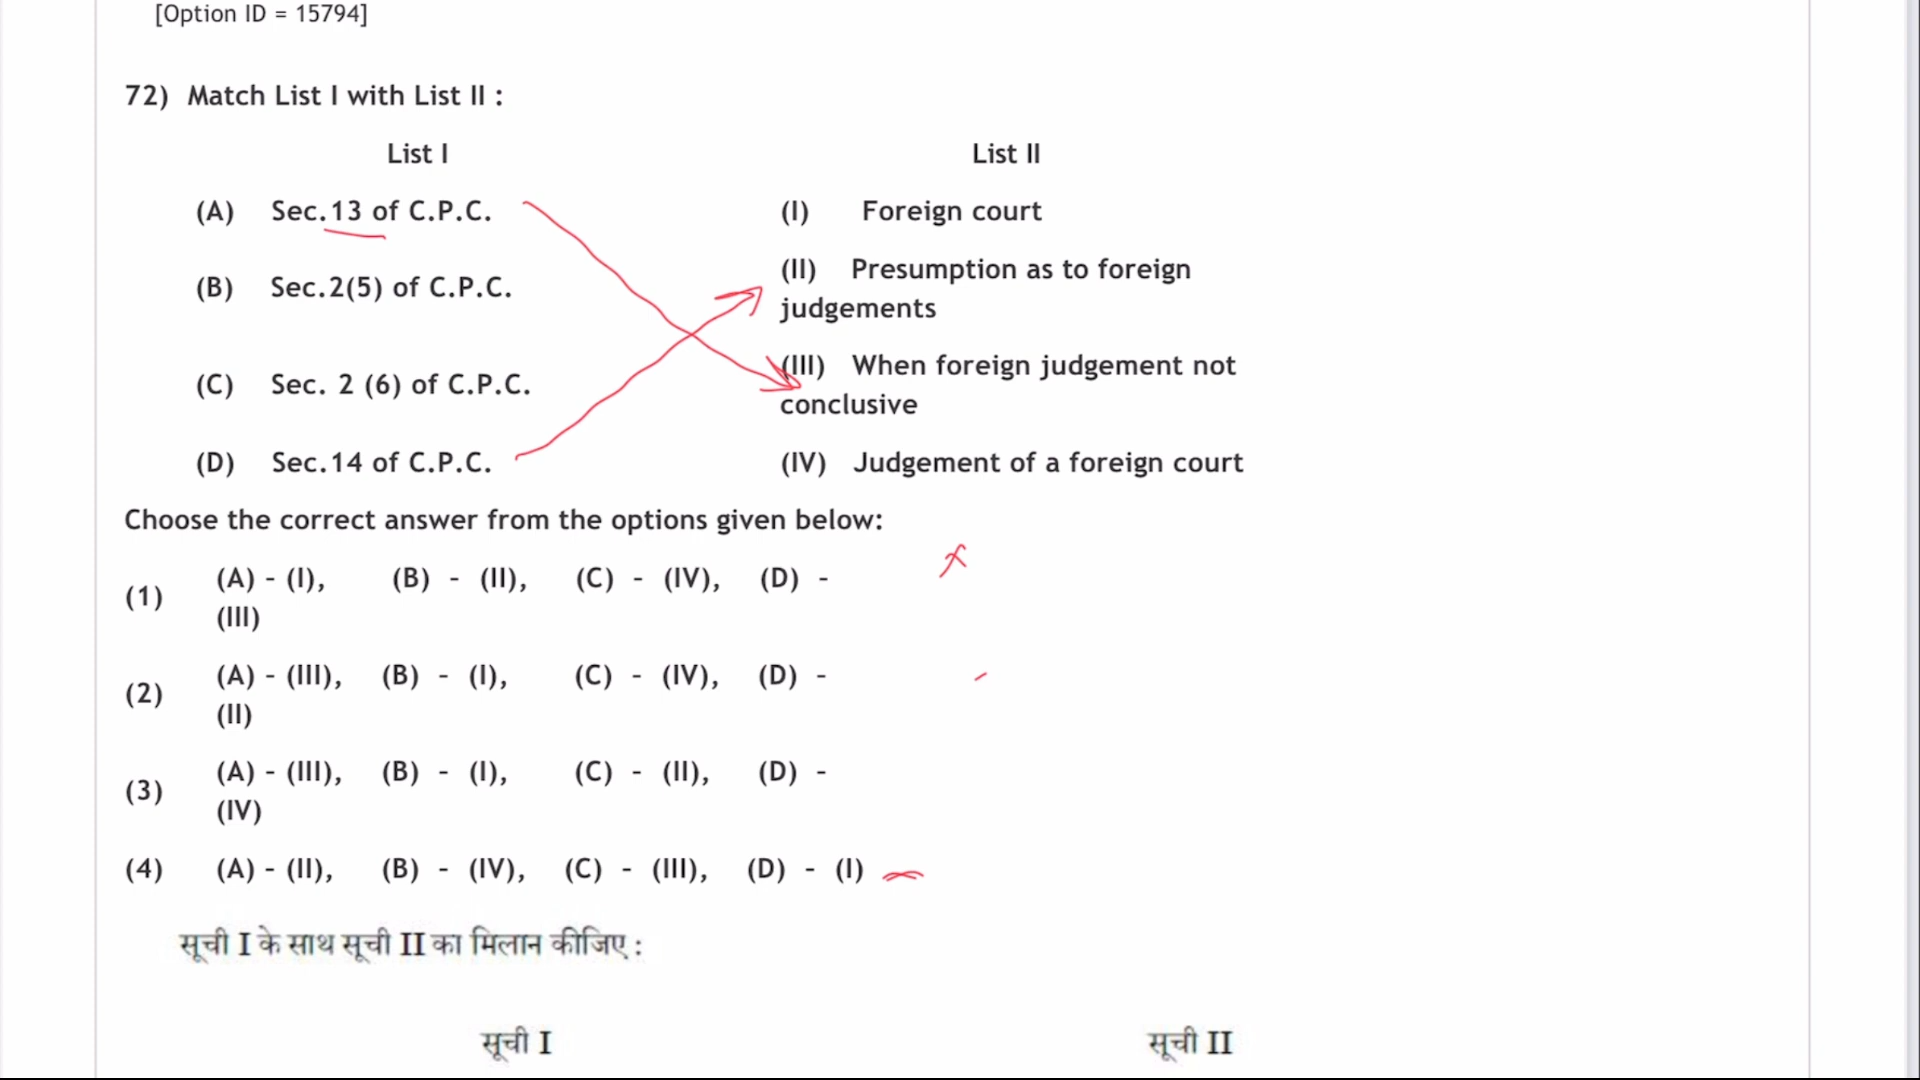 [Option ID = 15794]
72) Match List I with List II :
List I List II
(A) Sec.13 of C.P.C. (I) Foreign court
(B) Sec.2(5) of C.P.C. (II) Presumption as to foreign
judgements
(C) Sec. 2 (6) of C.P.C. (III) When foreign judgement not
conclusive
(D) Sec.14 of C.P.C. (IV) Judgement of a foreign court
Choose the correct answer from the options given below:
(1) (A) - (I), (B) - (II), (C) - (IV), (D) -
(III)
(2) (A) - (III), (B) - (I), (C) - (IV), (D) -
(II)
(3) (A) - (III), (B) - (I), (C) - (II), (D) -
(IV)
(4) (A) - (II), (B) - (IV), (C) - (III), (D) - (I)
सूची I के साथ सूची II का मिलान कीजिए :
सूची I सूची II